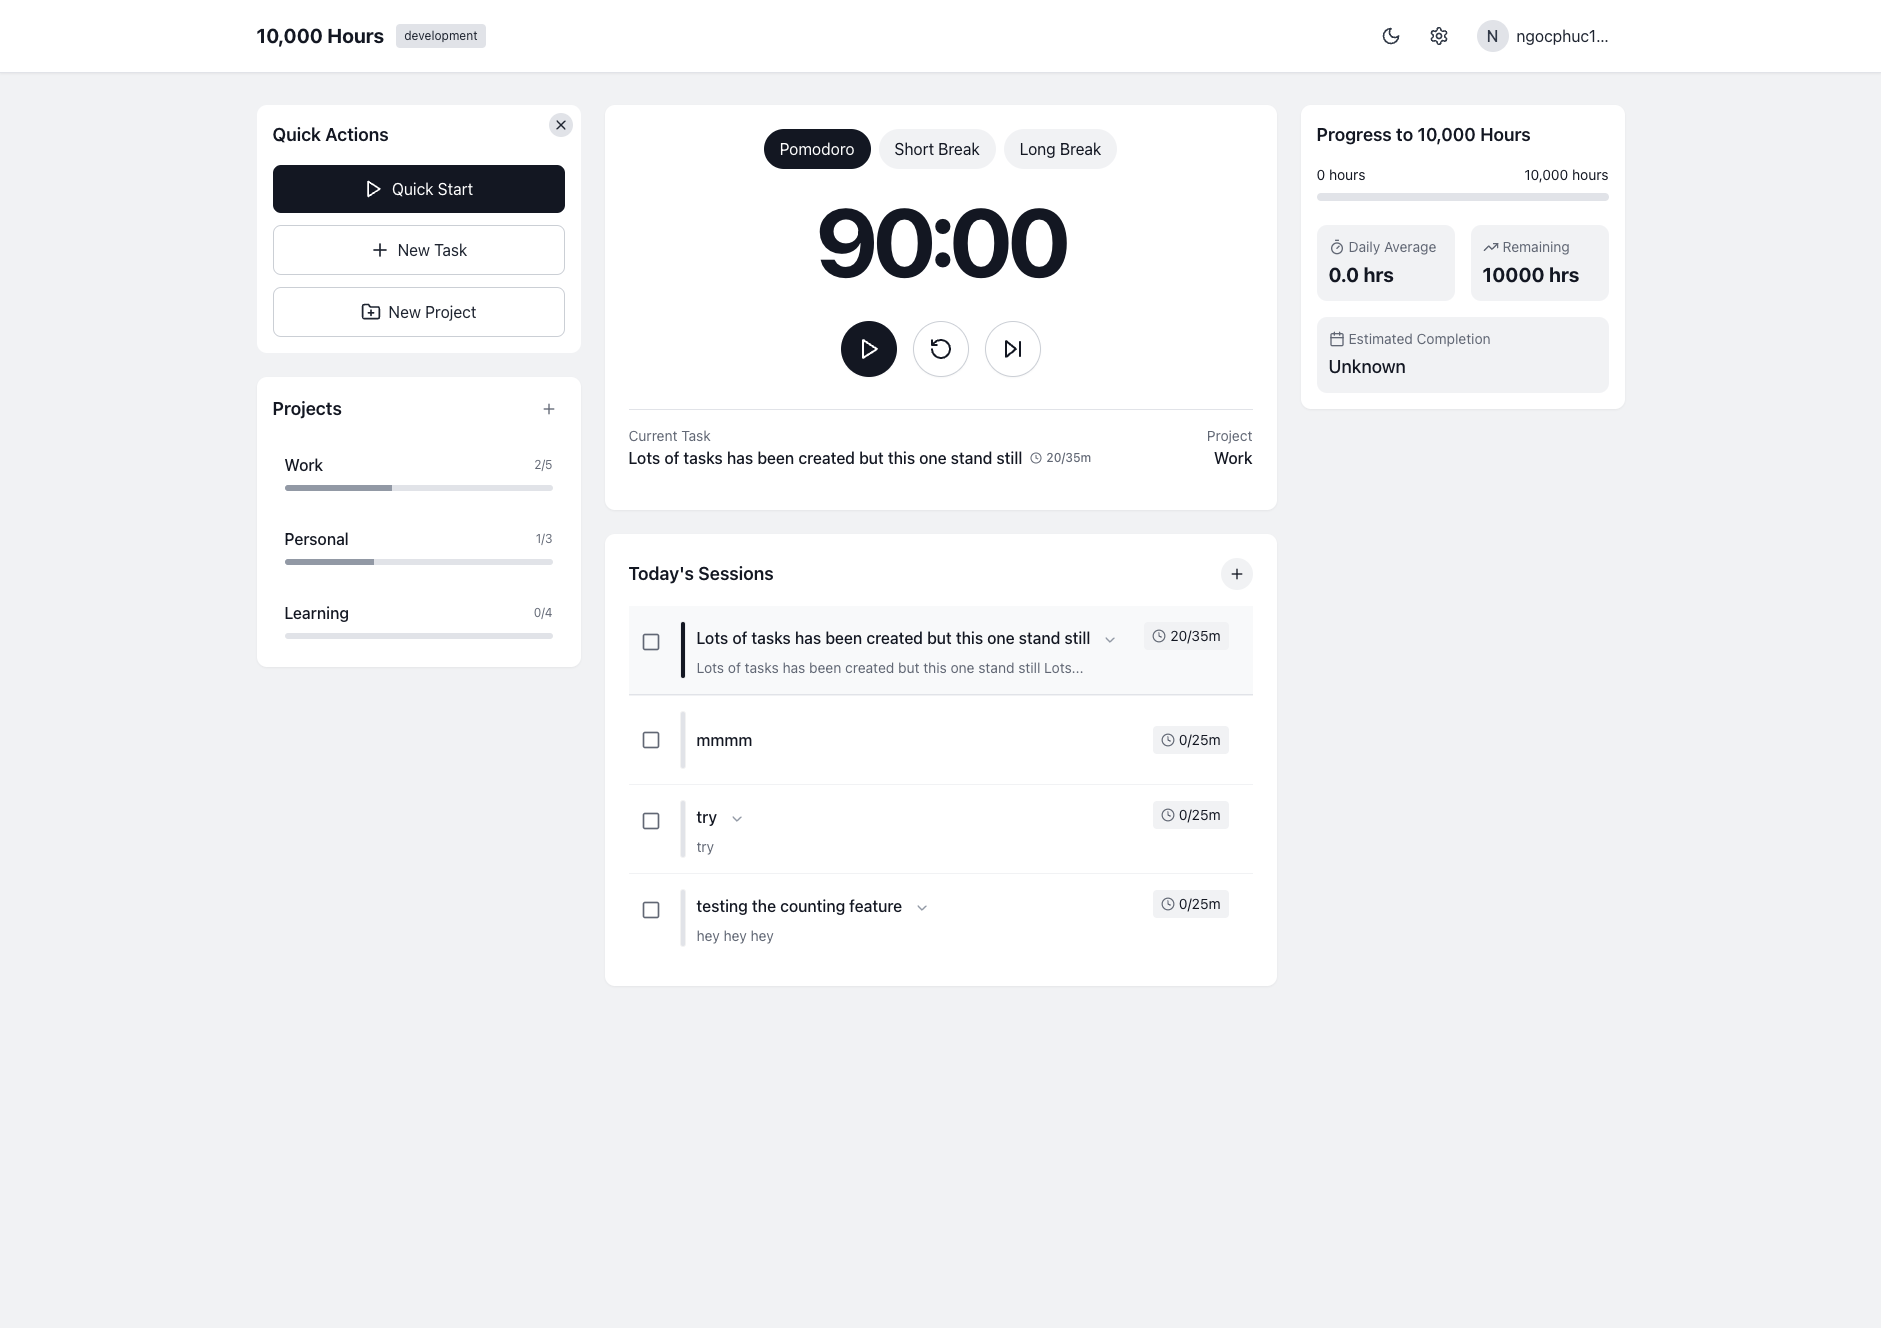 10,000 Hours development
N ngocphuc1...
Quick Actions
Quick Start
New Task
New Project
Projects
Work 2/5
Personal 1/3
Learning 0/4
Pomodoro Short Break Long Break
90:00
Current Task Project
Lots of tasks has been created but this one stand still 20/35m Work
Today's Sessions
Lots of tasks has been created but this one stand still 20/35m
Lots of tasks has been created but this one stand still Lots...
mmmm 0/25m
try 0/25m
try
testing the counting feature 0/25m
hey hey hey
Progress to 10,000 Hours
0 hours 10,000 hours
Daily Average Remaining
0.0 hrs 10000 hrs
Estimated Completion
Unknown